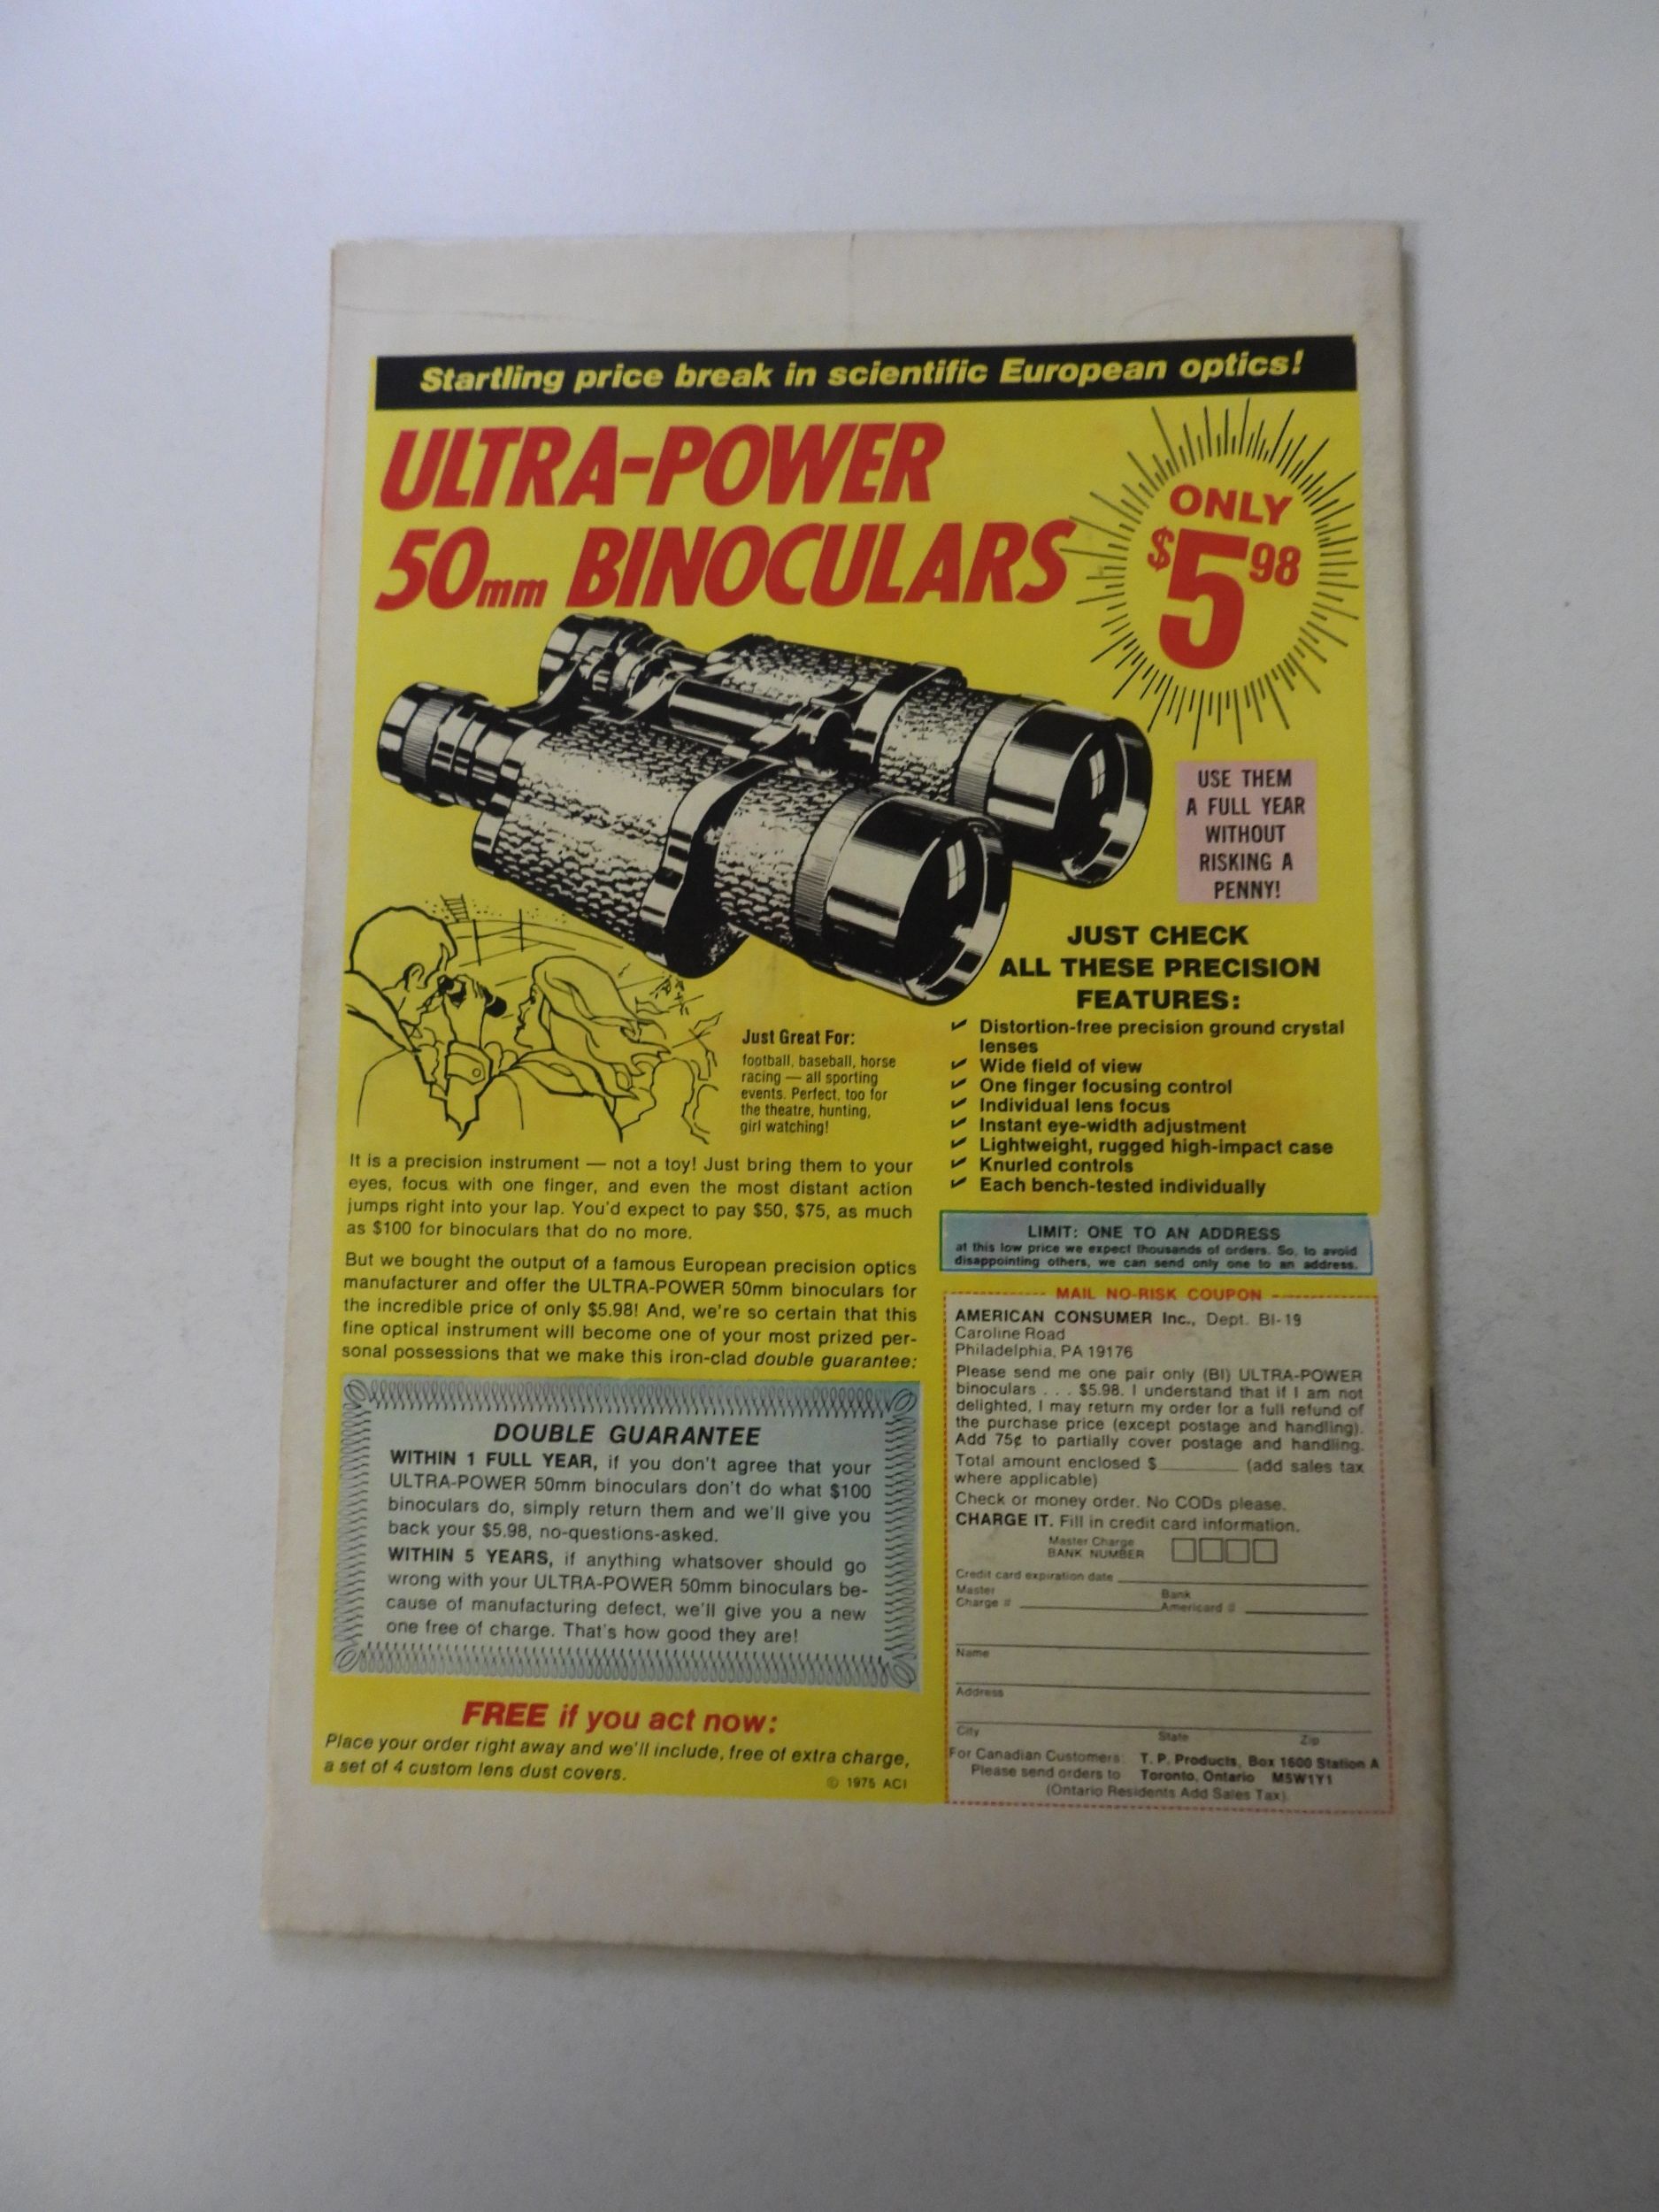 Startling price break in scientific European optics!
ULTRA-POWER
50mm BINOCULARS
ONLY
$5 98
USE THEM
A FULL YEAR
WITHOUT
RISKING A
PENNY!
JUST CHECK
ALL THESE PRECISION
FEATURES:
✓ Distortion-free precision ground crystal
lenses
✓ Wide field of view
✓ One finger focusing control
✓ Individual lens focus
✓ Instant eye-width adjustment
✓ Lightweight, rugged high-impact case
✓ Knurled controls
✓ Each bench-tested individually
Just Great For:
football, baseball, horse
racing — all sporting
events. Perfect, too for
the theatre, hunting,
girl watching!
It is a precision instrument — not a toy! Just bring them to your
eyes, focus with one finger, and even the most distant action
jumps right into your lap. You'd expect to pay $50, $75, as much
as $100 for binoculars that do no more.
But we bought the output of a famous European precision optics
manufacturer and offer the ULTRA-POWER 50mm binoculars for
the incredible price of only $5.98! And, we're so certain that this
fine optical instrument will become one of your most prized per-
sonal possessions that we make this iron-clad double guarantee:
DOUBLE GUARANTEE
WITHIN 1 FULL YEAR, if you don't agree that your
ULTRA-POWER 50mm binoculars don't do what $100
binoculars do, simply return them and we'll give you
back your $5.98, no-questions-asked.
WITHIN 5 YEARS, if anything whatsover should go
wrong with your ULTRA-POWER 50mm binoculars be-
cause of manufacturing defect, we'll give you a new
one free of charge. That's how good they are!
FREE if you act now:
Place your order right away and we'll include, free of extra charge,
a set of 4 custom lens dust covers.
© 1975 ACI
LIMIT: ONE TO AN ADDRESS
at this low price we expect thousands of orders. So, to avoid
disappointing others, we can send only one to an address.
MAIL NO-RISK COUPON
AMERICAN CONSUMER Inc., Dept. BI-19
Caroline Road
Philadelphia, PA 19176
Please send me one pair only (BI) ULTRA-POWER
binoculars . . . $5.98. I understand that if I am not
delighted, I may return my order for a full refund of
the purchase price (except postage and handling).
Add 75¢ to partially cover postage and handling.
Total amount enclosed $________ (add sales tax
where applicable)
Check or money order. No CODs please.
CHARGE IT. Fill in credit card information.
Master Charge
BANK NUMBER
Credit card expiration date
Master Charge #
Bank Americard #
Name
Address
City State Zip
For Canadian Customers: T. P. Products, Box 1600 Station A
Please send orders to Toronto, Ontario M5W1Y1
(Ontario Residents Add Sales Tax)